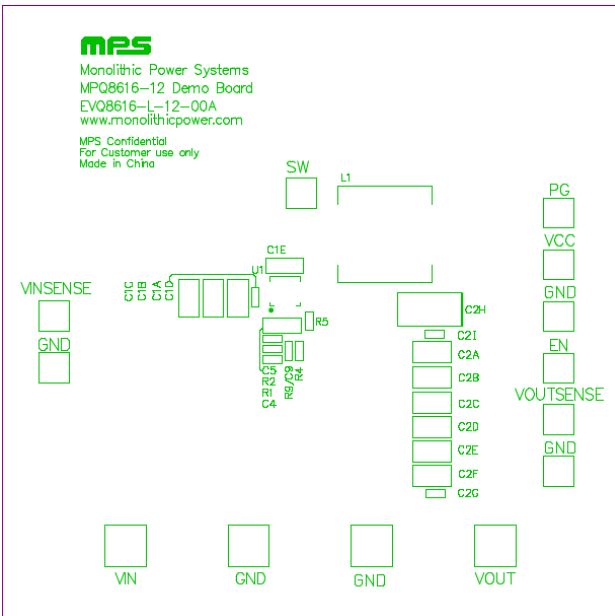 MPS
Monolithic Power Systems
MPQ8616-12 Demo Board
EVQ8616-L-12-00A
www.monolithicpower.com
MPS Confidential
For Customer use only
Made in China
SW
L1
PG
VCC
GND
EN
VOUTSENSE
GND
C1E
U1
C1C
C1B
C1A
C1D
VINSENSE
GND
R5
C5
R2
R1
C4
R9/C9
R4
C2H
C2I
C2A
C2B
C2C
C2D
C2E
C2F
C2G
VIN
GND
GND
VOUT